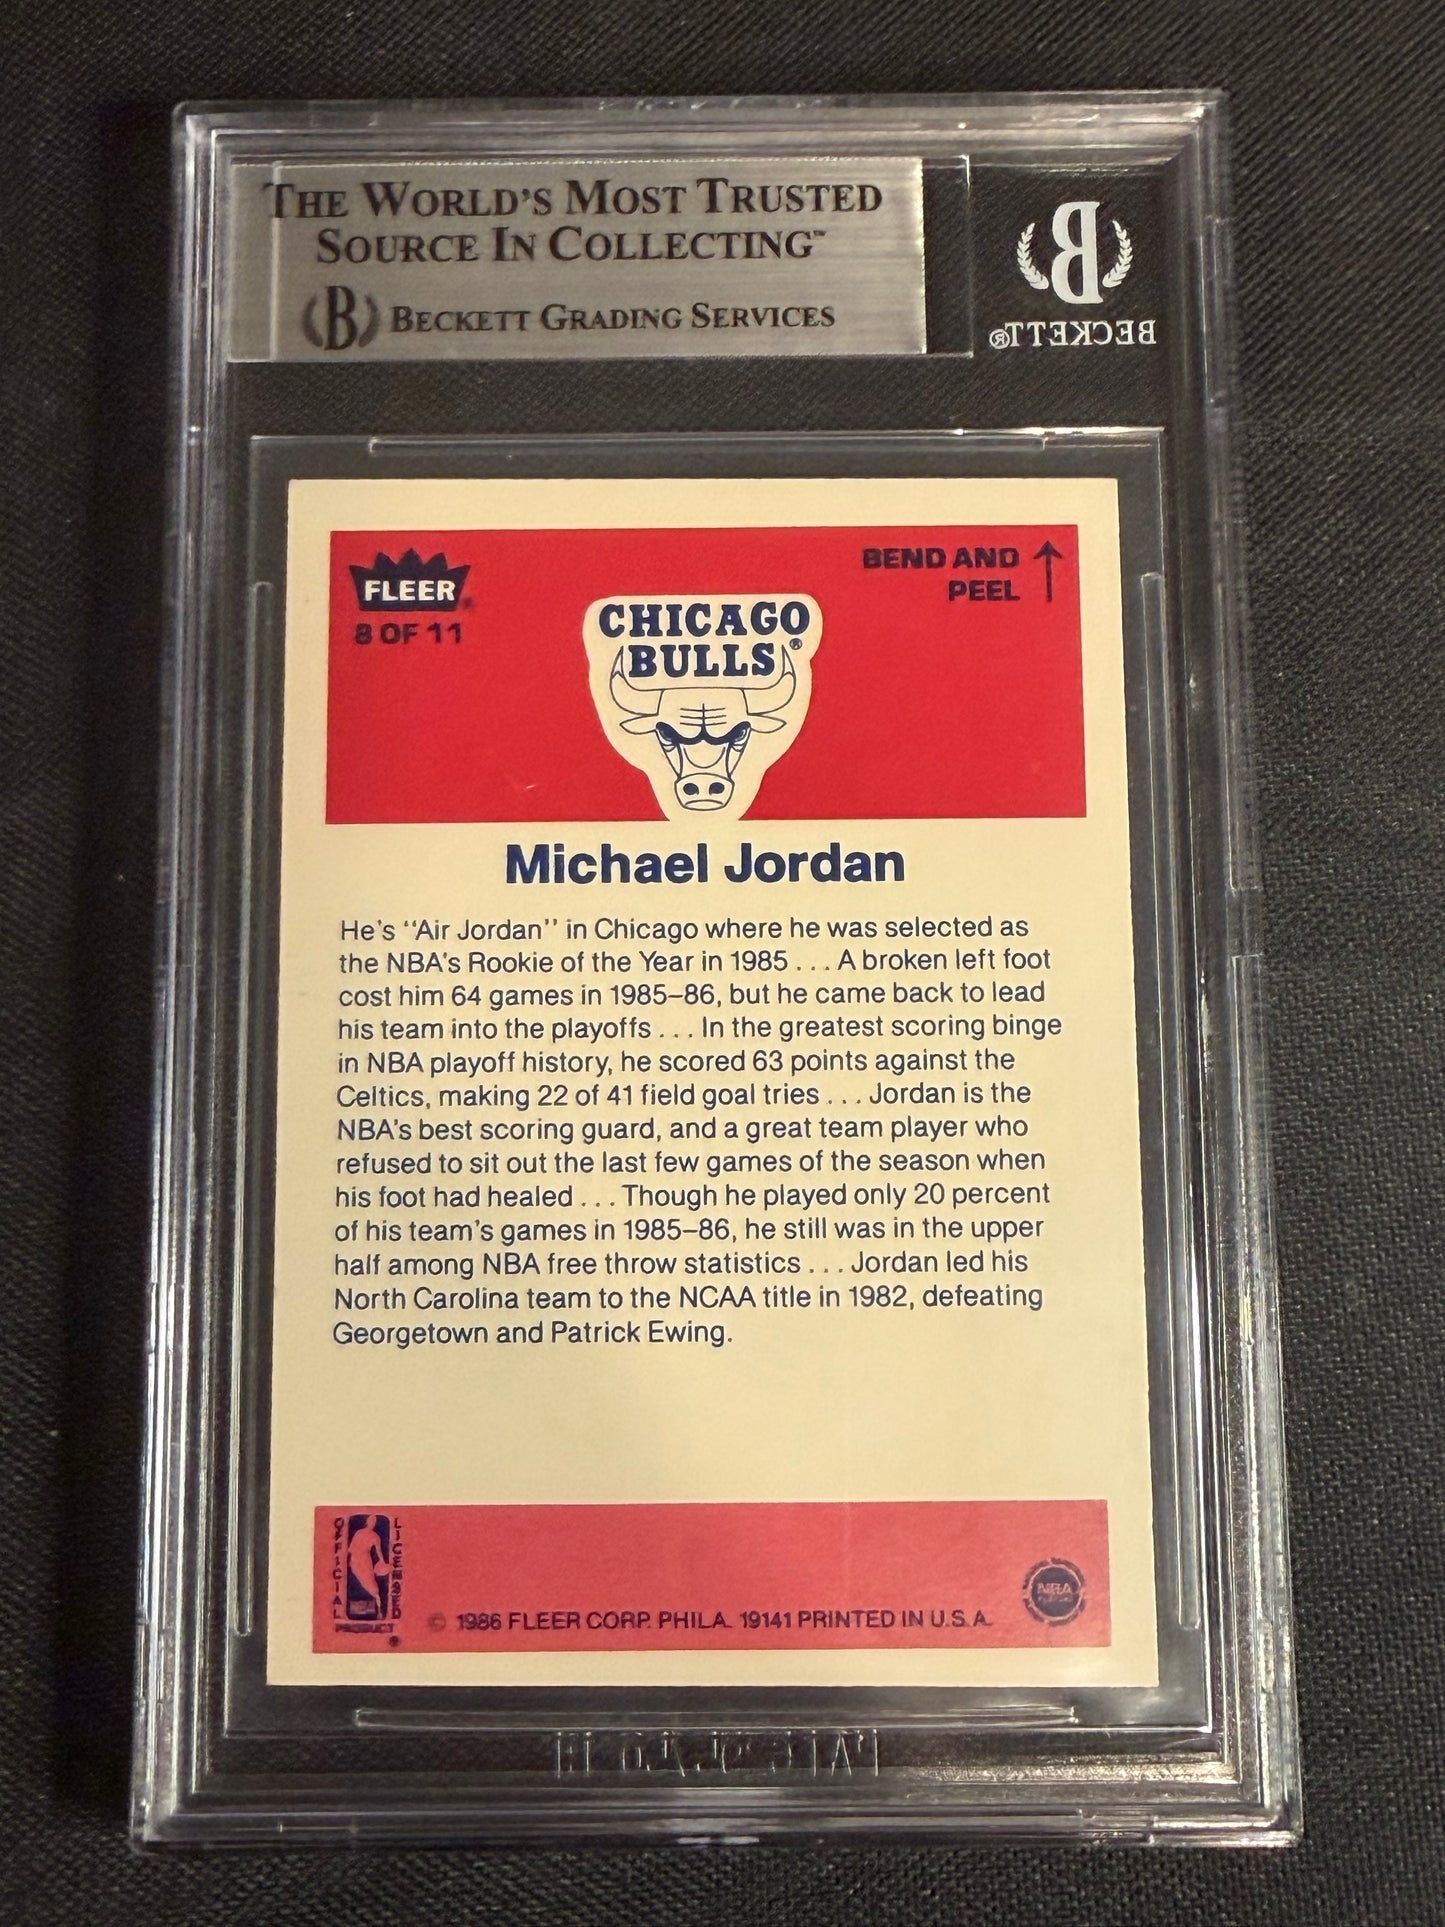 THE WORLD'S MOST TRUSTED
SOURCE IN COLLECTING™
B BECKETT GRADING SERVICES
B
BECKETT®
FLEER
8 OF 11
BEND AND
PEEL ↑
CHICAGO
BULLS®
Michael Jordan
He's "Air Jordan" in Chicago where he was selected as
the NBA's Rookie of the Year in 1985 . . . A broken left foot
cost him 64 games in 1985–86, but he came back to lead
his team into the playoffs . . . In the greatest scoring binge
in NBA playoff history, he scored 63 points against the
Celtics, making 22 of 41 field goal tries . . . Jordan is the
NBA's best scoring guard, and a great team player who
refused to sit out the last few games of the season when
his foot had healed . . . Though he played only 20 percent
of his team's games in 1985–86, he still was in the upper
half among NBA free throw statistics . . . Jordan led his
North Carolina team to the NCAA title in 1982, defeating
Georgetown and Patrick Ewing.
OFFICIAL
LICENSED
NBA
PRODUCT
®
© 1986 FLEER CORP. PHILA. 19141 PRINTED IN U.S.A.
NBA